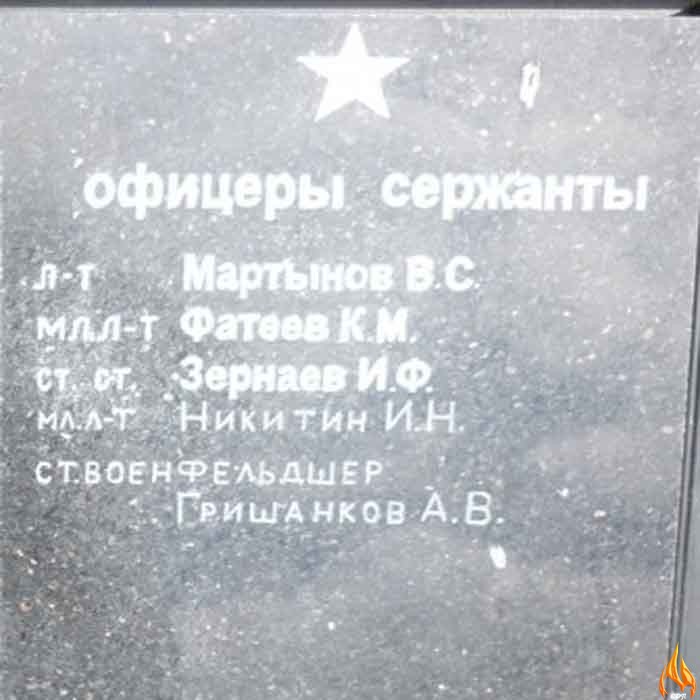 офицеры сержанты
л-т Мартынов В.С.
мл.л-т Фатеев К.М.
ст. ст. Зернаев И.Ф.
мл.л-т Никитин И.Н.
ст.военфельдшер
Гришанков А.В.